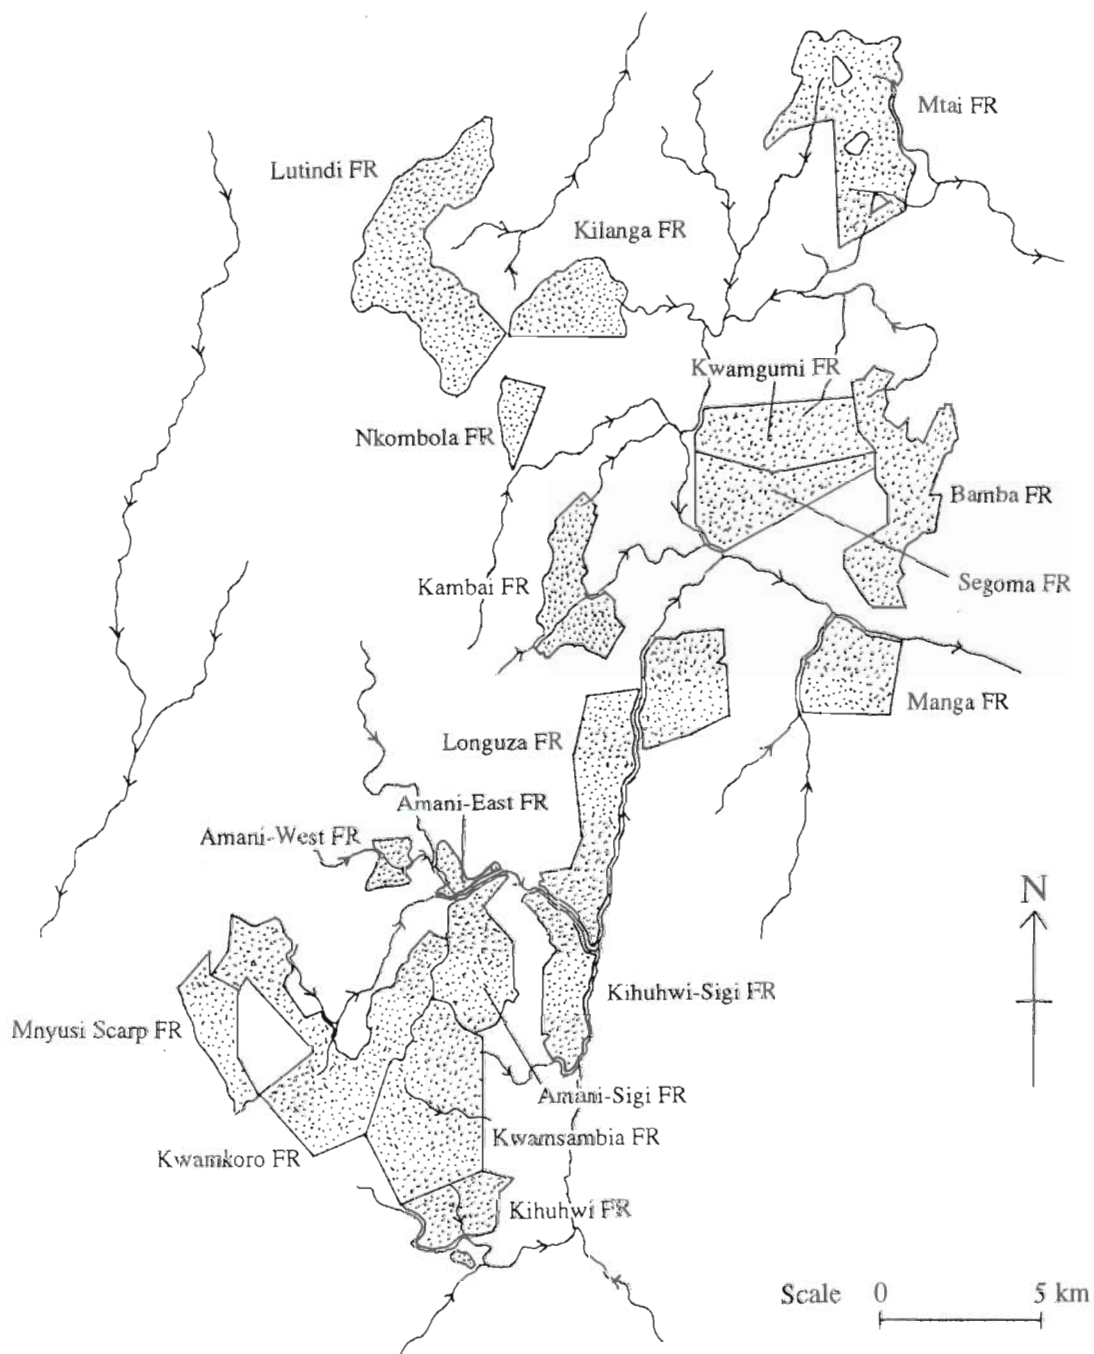 Mtai FR
Lutindi FR
Kilanga FR
Kwamgumi FR
Nkombola FR
Bamba FR
Segoma FR
Kambai FR
Manga FR
Longuza FR
Amani-East FR
Amani-West FR
N
Kihuhwi-Sigi FR
Mnyusi Scarp FR
Amani-Sigi FR
Kwamsambia FR
Kwamkoro FR
Kihuhwi FR
Scale 0 5 km